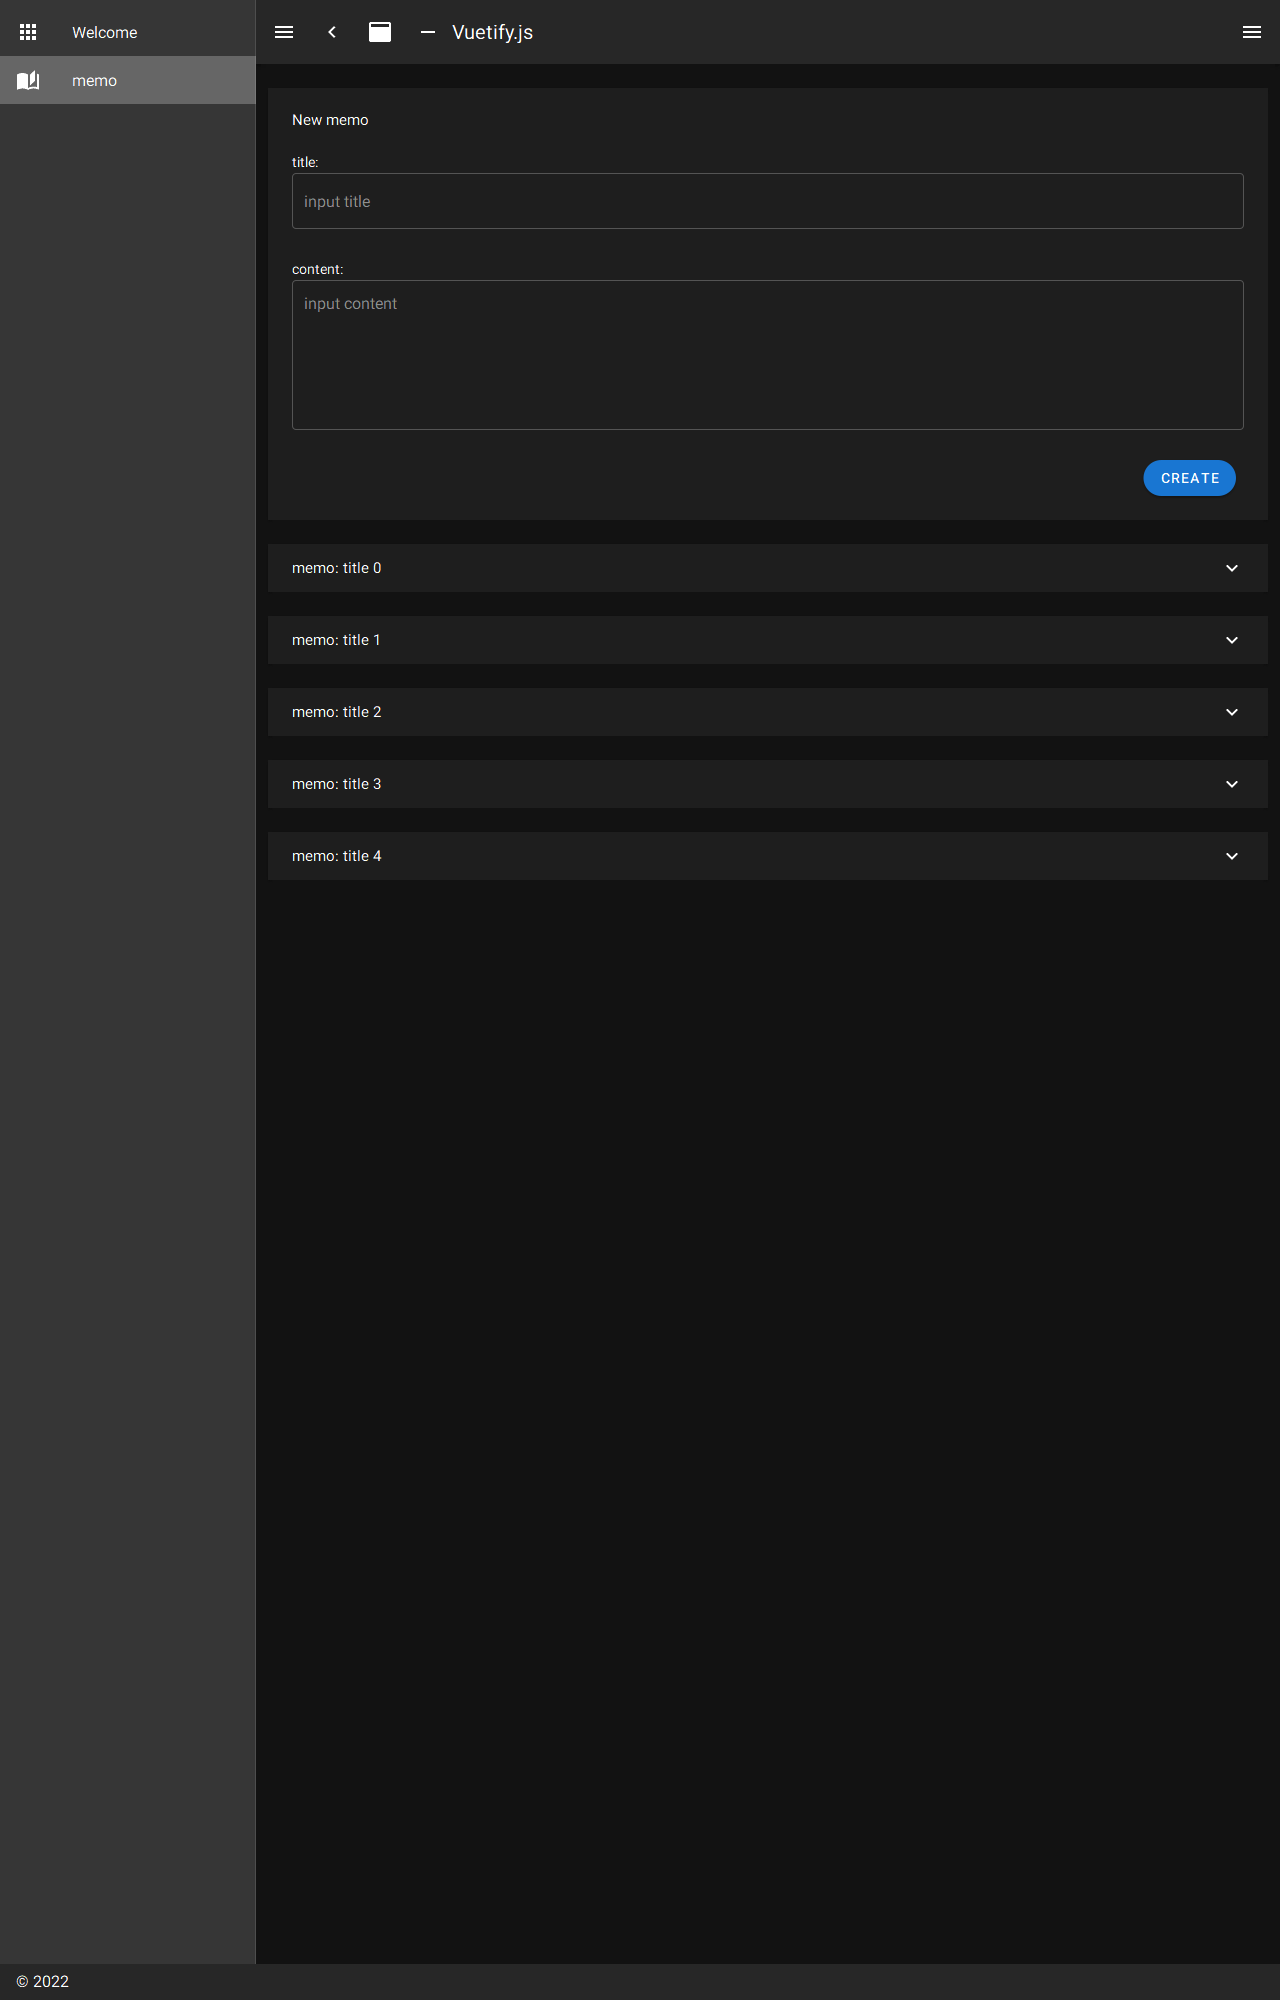 Welcome
memo
Vuetify.js
New memo
title:
input title
content:
input content
CREATE
memo: title 0
memo: title 1
memo: title 2
memo: title 3
memo: title 4
© 2022